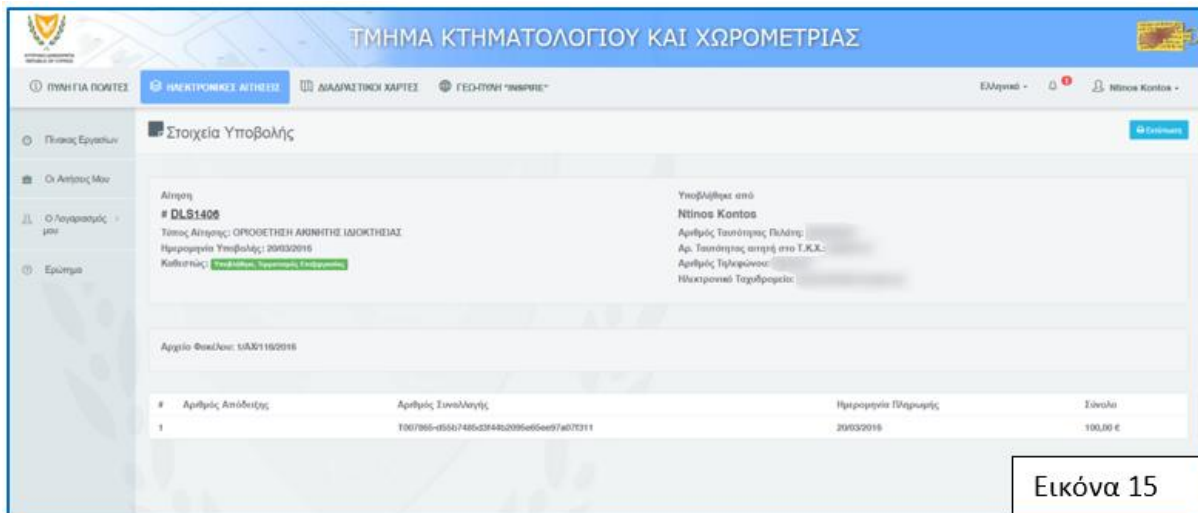 ΤΜΗΜΑ ΚΤΗΜΑΤΟΛΟΓΙΟΥ ΚΑΙ ΧΩΡΟΜΕΤΡΙΑΣ
ΠΥΛΗ ΓΙΑ ΠΟΛΙΤΕΣ ΗΛΕΚΤΡΟΝΙΚΕΣ ΑΙΤΗΣΕΙΣ ΔΙΑΔΡΑΣΤΙΚΟΙ ΧΑΡΤΕΣ ΓΕΩ-ΠΥΛΗ "INSPIRE" Ελληνικά Ntinos Kontos
Πίνακας Εργασιών
Οι Αιτήσεις Μου
Ο Λογαριασμός μου
Ερώτημα
Στοιχεία Υποβολής Εκτύπωση
Αίτηση
# DLS1406
Τύπος Αίτησης: ΟΡΙΟΘΕΤΗΣΗ ΑΚΙΝΗΤΗΣ ΙΔΙΟΚΤΗΣΙΑΣ
Ημερομηνία Υποβολής: 20/03/2016
Καθεστώς:
Υποβλήθηκε από
Ntinos Kontos
Αριθμός Ταυτότητας Πελάτη:
Αρ. Ταυτότητας αιτητή στο Τ.Κ.Χ.:
Αριθμός Τηλεφώνου:
Ηλεκτρονικό Ταχυδρομείο:
Αρχείο Φακέλου: 1/ΑΧ/116/2016
# Αριθμός Απόδειξης Αριθμός Συναλλαγής Ημερομηνία Πληρωμής Σύνολο
1 20/03/2016 100,00 €
Εικόνα 15